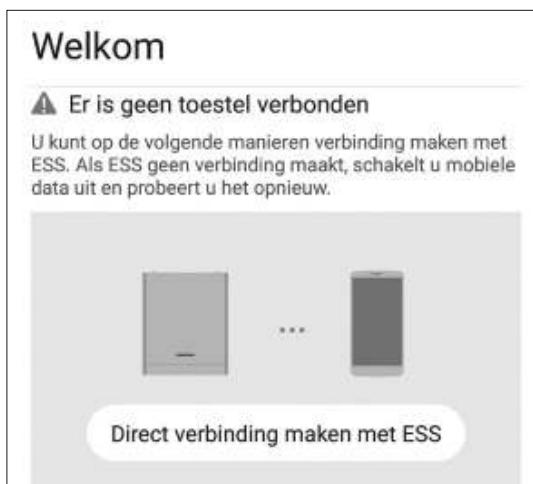 Welkom
Er is geen toestel verbonden
U kunt op de volgende manieren verbinding maken met
ESS. Als ESS geen verbinding maakt, schakelt u mobiele
data uit en probeert u het opnieuw.
Direct verbinding maken met ESS